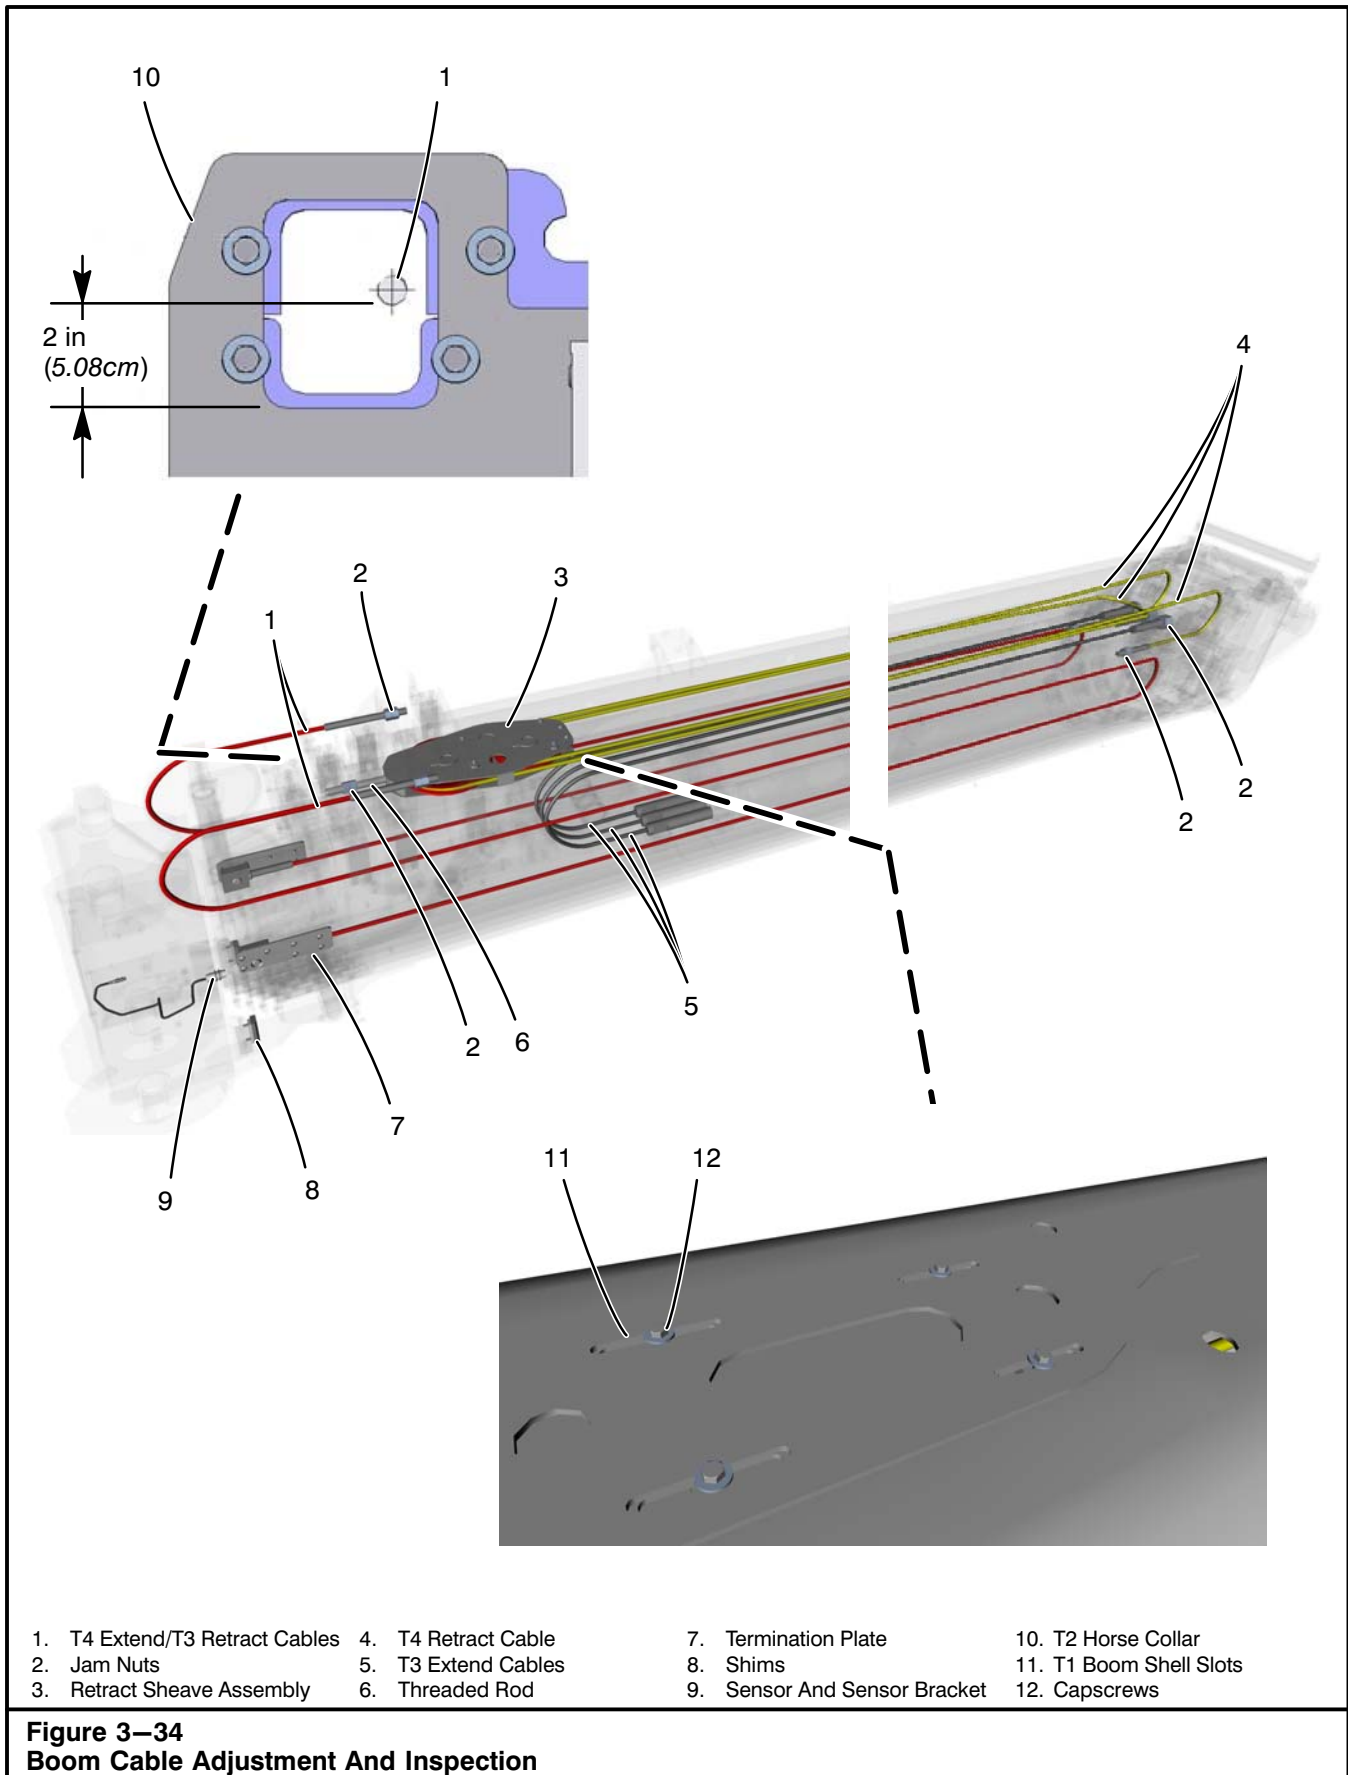 10
1
2 in
(5.08cm)
4
2
3
1
2
2
5
2
6
7
8
9
11
12
1. T4 Extend/T3 Retract Cables
2. Jam Nuts
3. Retract Sheave Assembly
4. T4 Retract Cable
5. T3 Extend Cables
6. Threaded Rod
7. Termination Plate
8. Shims
9. Sensor And Sensor Bracket
10. T2 Horse Collar
11. T1 Boom Shell Slots
12. Capscrews
Figure 3–34
Boom Cable Adjustment And Inspection